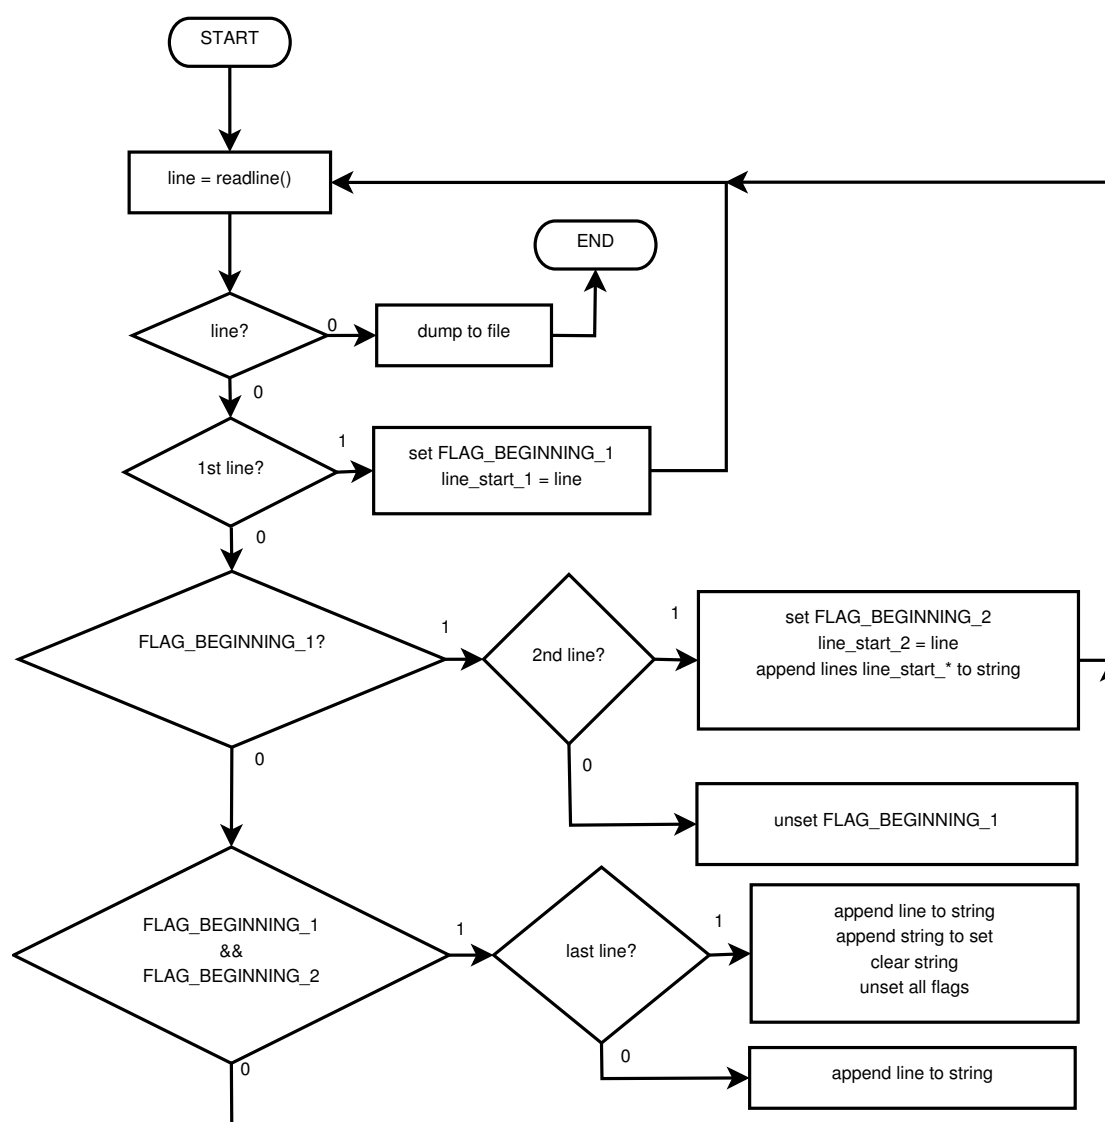 START
line = readline()
END
line?
0
dump to file
0
1st line?
1
set FLAG_BEGINNING_1
line_start_1 = line
0
FLAG_BEGINNING_1?
1
2nd line?
1
set FLAG_BEGINNING_2
line_start_2 = line
append lines line_start_* to string
0
0
unset FLAG_BEGINNING_1
FLAG_BEGINNING_1
&&
FLAG_BEGINNING_2
1
last line?
1
append line to string
append string to set
clear string
unset all flags
0
0
append line to string